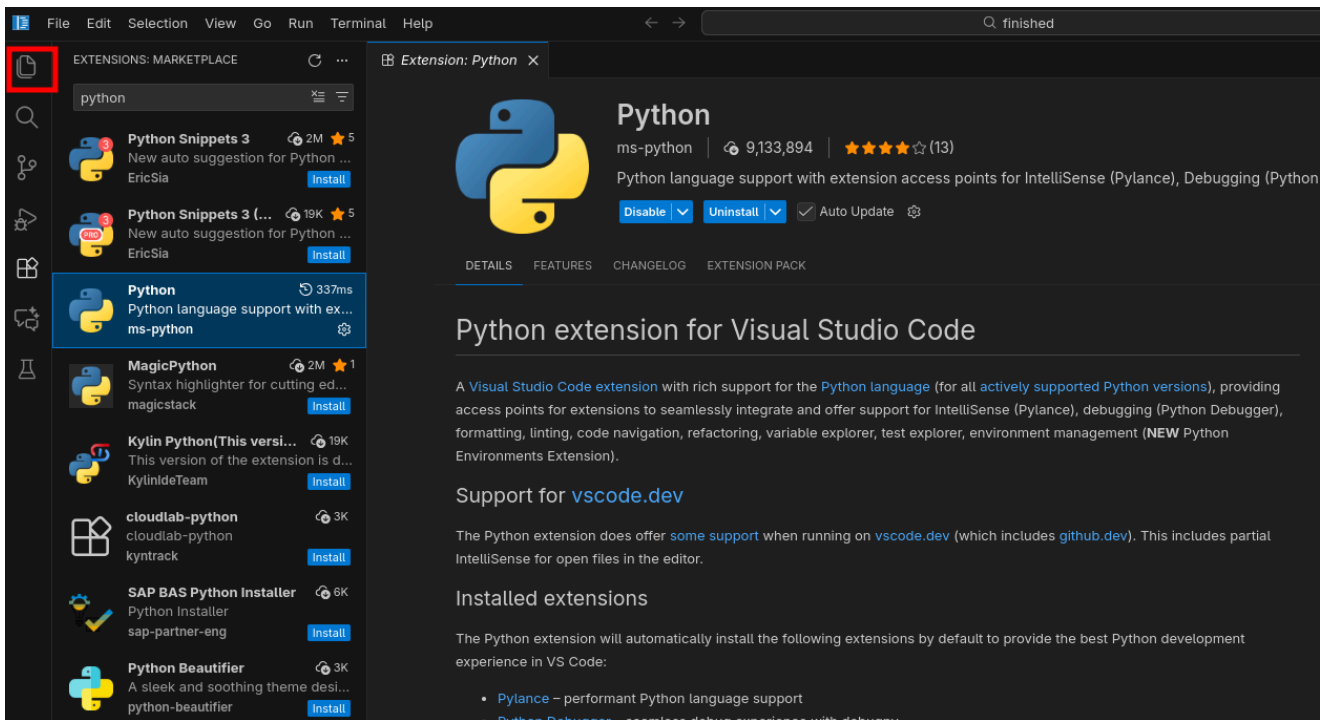 File Edit Selection View Go Run Terminal Help
finished
EXTENSIONS: MARKETPLACE
python
Python Snippets 3 2M 5
New auto suggestion for Python ...
EricSia Install
Python Snippets 3 (... 19K 5
PRO
New auto suggestion for Python ...
EricSia Install
Python 337ms
Python language support with ex...
ms-python
MagicPython 2M 1
Syntax highlighter for cutting ed...
magicstack Install
Kylin Python(This versi... 19K
This version of the extension is d...
KylinIdeTeam Install
cloudlab-python 3K
cloudlab-python
kyntrack Install
SAP BAS Python Installer 6K
Python Installer
sap-partner-eng Install
Python Beautifier 3K
A sleek and soothing theme desi...
python-beautifier Install
Extension: Python
Python
ms-python 9,133,894 (13)
Python language support with extension access points for IntelliSense (Pylance), Debugging (Python
Disable Uninstall Auto Update
DETAILS FEATURES CHANGELOG EXTENSION PACK
Python extension for Visual Studio Code
A Visual Studio Code extension with rich support for the Python language (for all actively supported Python versions), providing
access points for extensions to seamlessly integrate and offer support for IntelliSense (Pylance), debugging (Python Debugger),
formatting, linting, code navigation, refactoring, variable explorer, test explorer, environment management (NEW Python
Environments Extension).
Support for vscode.dev
The Python extension does offer some support when running on vscode.dev (which includes github.dev). This includes partial
IntelliSense for open files in the editor.
Installed extensions
The Python extension will automatically install the following extensions by default to provide the best Python development
experience in VS Code:
• Pylance – performant Python language support
• Python Debugger – seamless debug experience with debugpy